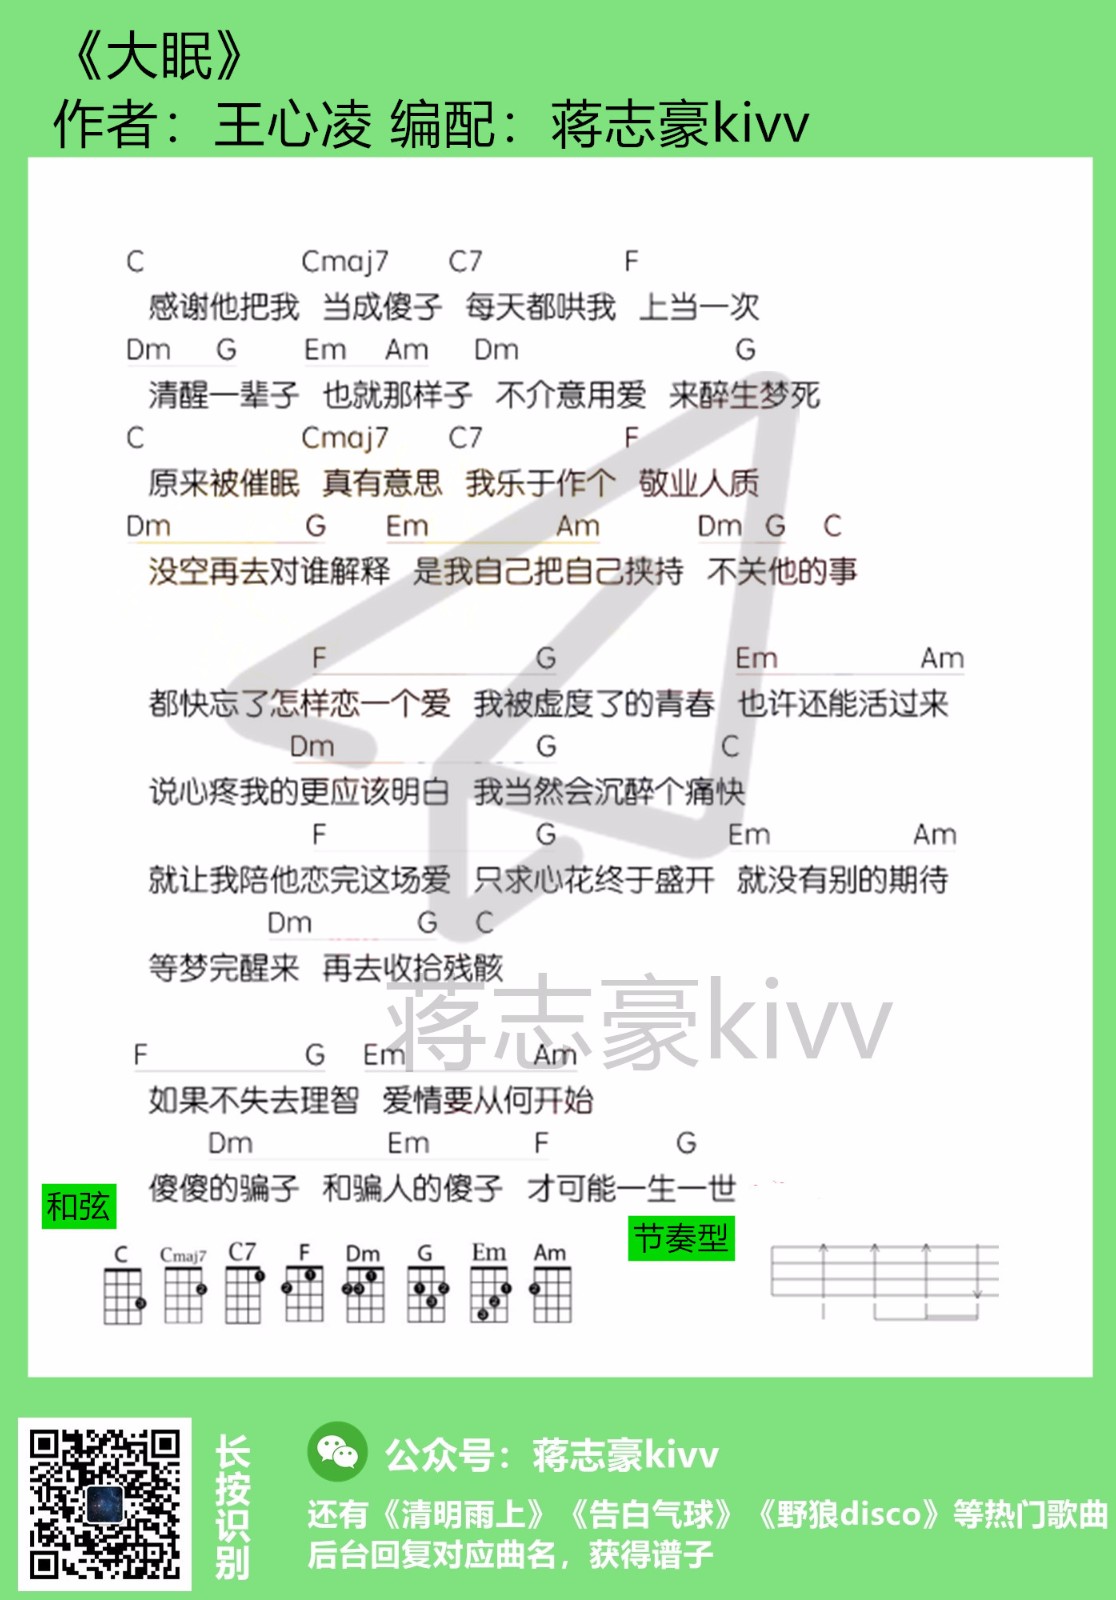 《大眠》
作者：王心凌 编配：蒋志豪kivv
C Cmaj7 C7 F
感谢他把我 当成傻子 每天都哄我 上当一次
Dm G Em Am Dm G
清醒一辈子 也就那样子 不介意用爱 来醉生梦死
C Cmaj7 C7 F
原来被催眠 真有意思 我乐于作个 敬业人质
Dm G Em Am Dm G C
没空再去对谁解释 是我自己把自己挟持 不关他的事
F G Em Am
都快忘了怎样恋一个爱 我被虚度了的青春 也许还能活过来
Dm G C
说心疼我的更应该明白 我当然会沉醉个痛快
F G Em Am
就让我陪他恋完这场爱 只求心花终于盛开 就没有别的期待
Dm G C
等梦完醒来 再去收拾残骸
蒋志豪kivv
F G Em Am
如果不失去理智 爱情要从何开始
Dm Em F G
傻傻的骗子 和骗人的傻子 才可能一生一世
和弦
节奏型
C Cmaj7 C7 F Dm G Em Am
3 2 1 2 1 2 3 1 1 2 3 1 2 3 2
长按识别
公众号：蒋志豪kivv
还有《清明雨上》《告白气球》《野狼disco》等热门歌曲
后台回复对应曲名，获得谱子